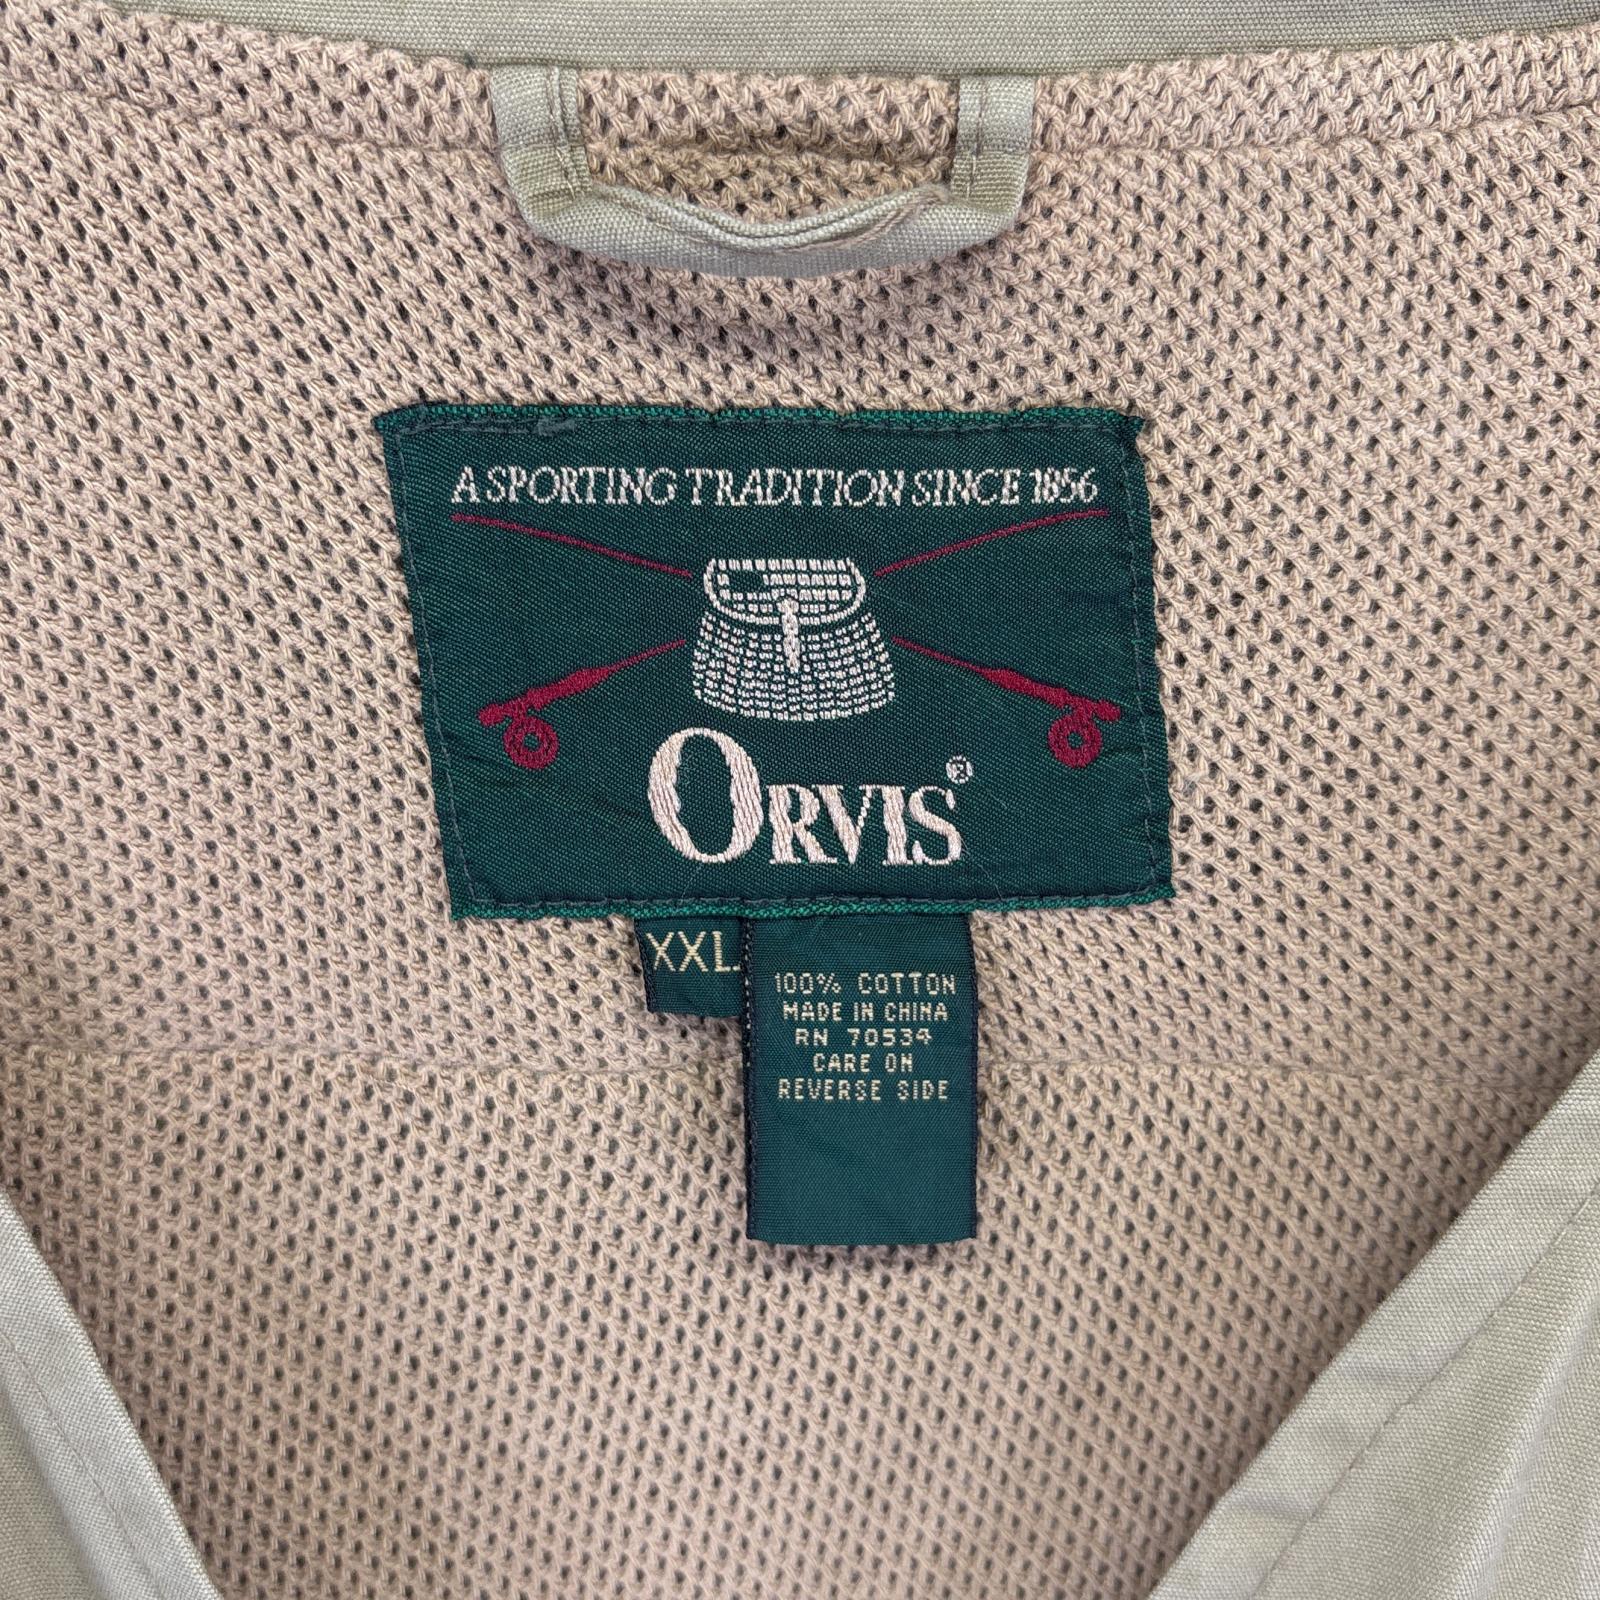 A SPORTING TRADITION SINCE 1856
ORVIS®
XXL
100% COTTON
MADE IN CHINA
RN 70534
CARE ON
REVERSE SIDE